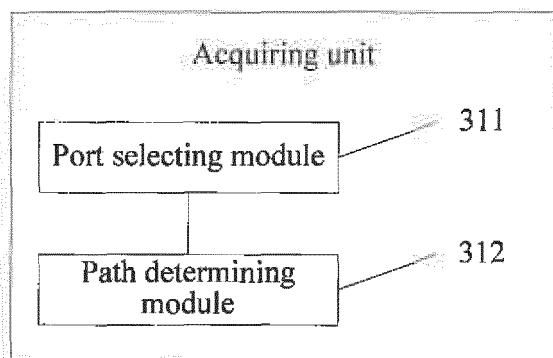 Acquiring unit
311
Port selecting module
312
Path determining
module